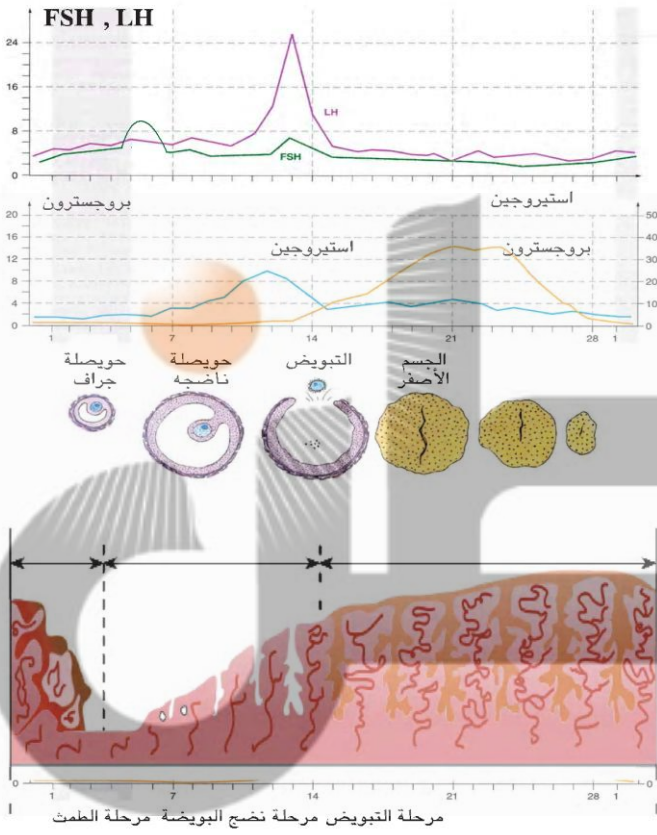 FSH , LH
24
16
8
0
LH
FSH
بروجسترون
استيروجين
20
16
12
8
4
0
استيروجين
بروجسترون
50
40
30
20
10
0
1 7 14 21 28 1
حويصلة جراف
حويصلة ناضجه
التبويض
الجسم الأصفر
0 0
1 7 14 21 28 1
مرحلة التبويض مرحلة نضج البويضة مرحلة الطمث